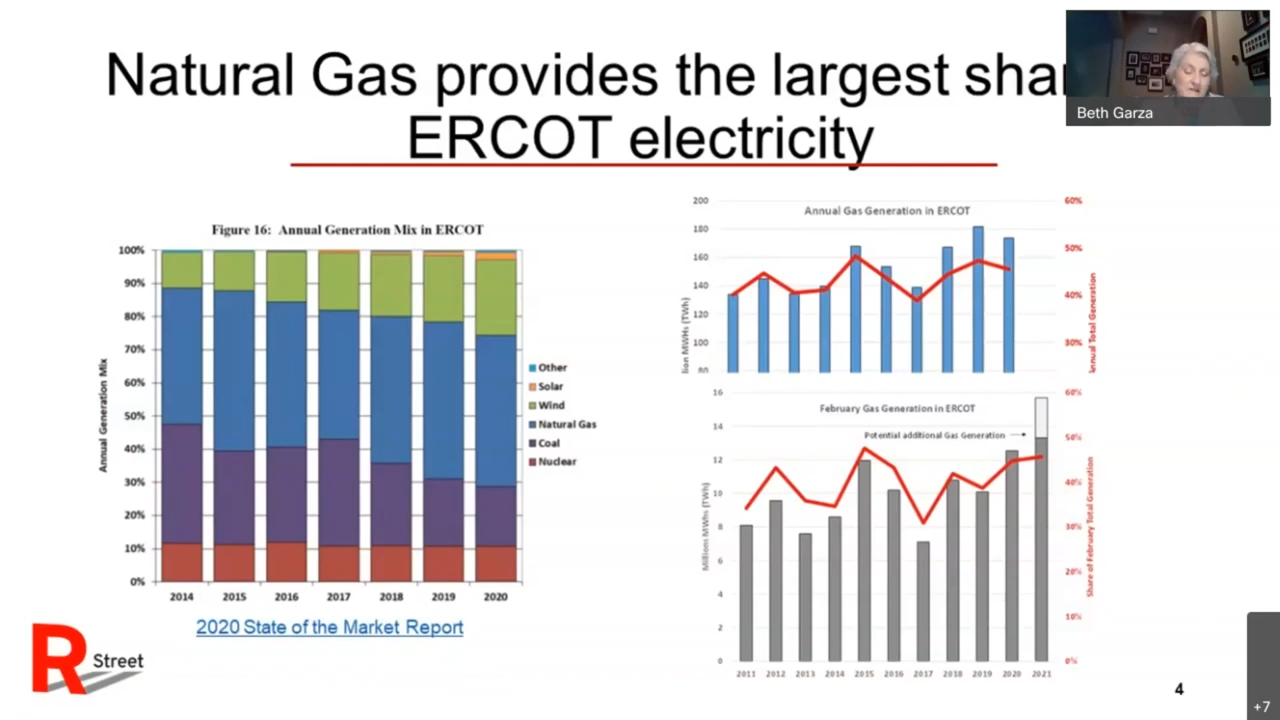 Natural Gas provides the largest shar
ERCOT electricity
Beth Garza
Figure 16: Annual Generation Mix in ERCOT
100%
90%
80%
70%
60%
50%
40%
30%
20%
10%
0%
Annual Generation Mix
2014 2015 2016 2017 2018 2019 2020
Other
Solar
Wind
Natural Gas
Coal
Nuclear
2020 State of the Market Report
R Street
Annual Gas Generation in ERCOT
200
180
160
140
120
100
80
lion MWHs (TWh)
60%
50%
40%
30%
Annual Total Generation
February Gas Generation in ERCOT
Potential additional Gas Generation
16
14
12
10
8
6
4
2
0
Millions MWhs (TWh)
60%
50%
40%
30%
20%
10%
0%
Share of February Total Generation
2011 2012 2013 2014 2015 2016 2017 2018 2019 2020 2021
4
+7